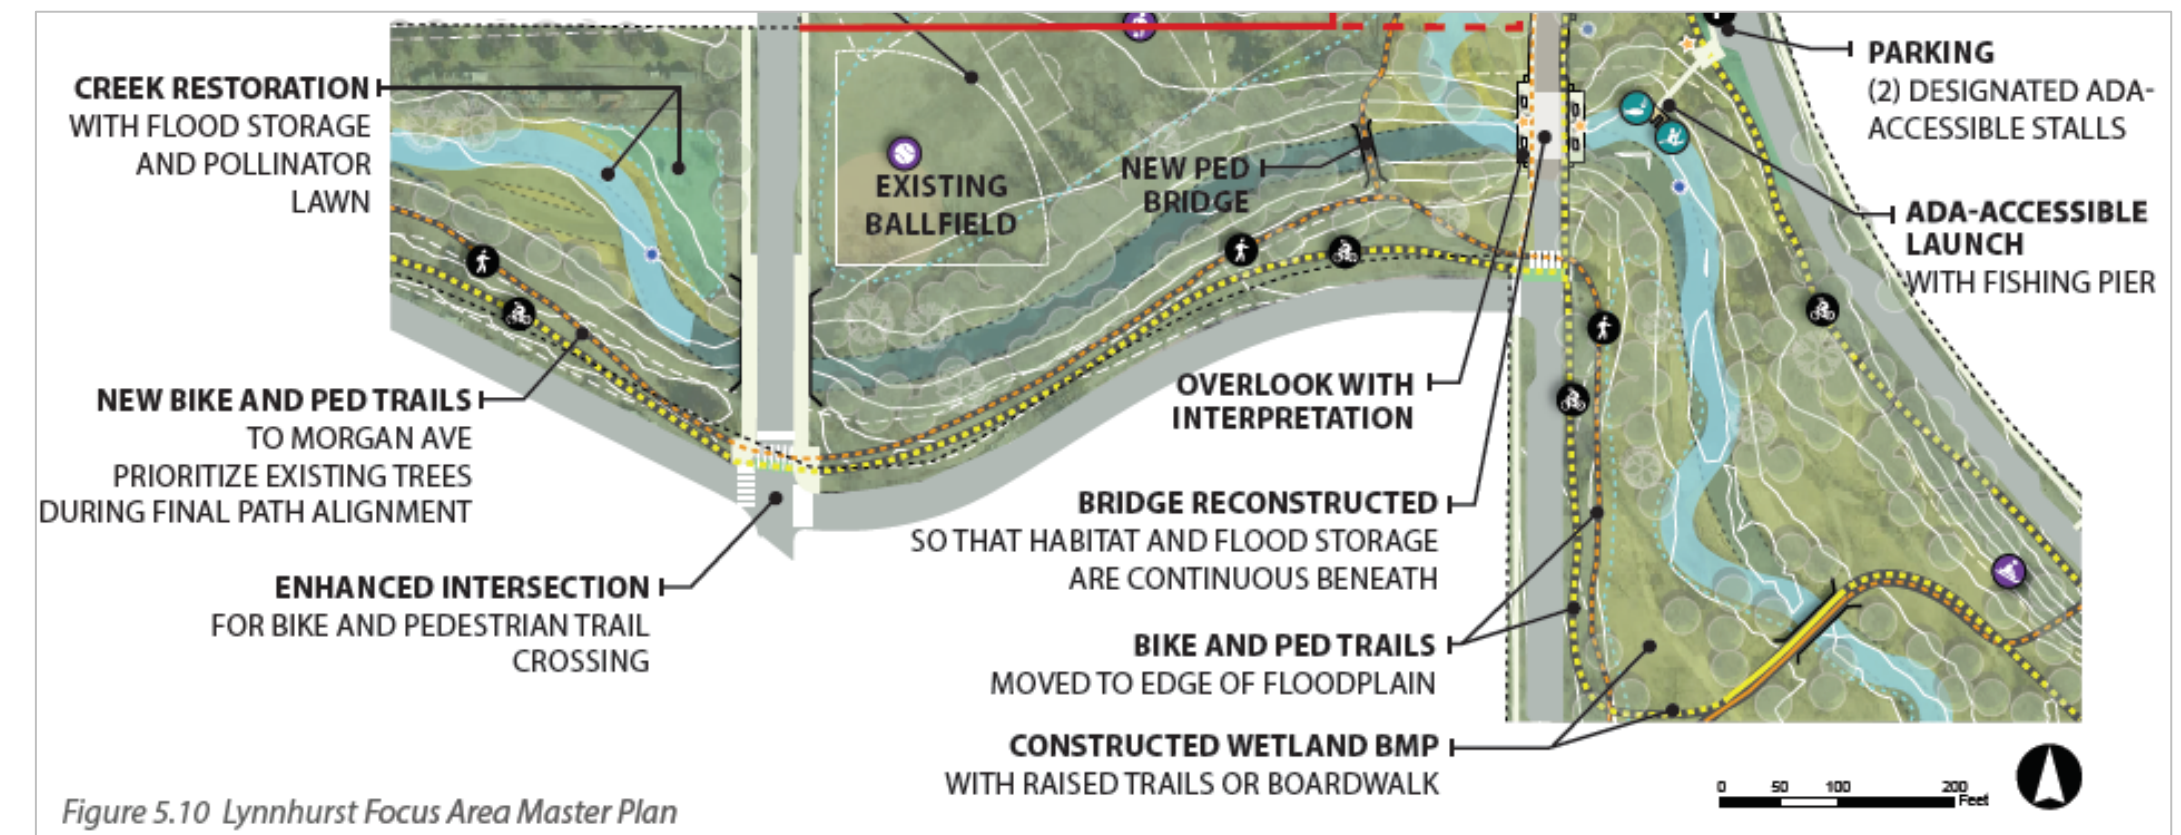 CREEK RESTORATION
WITH FLOOD STORAGE
AND POLLINATOR
LAWN
NEW BIKE AND PED TRAILS
TO MORGAN AVE
PRIORITIZE EXISTING TREES
DURING FINAL PATH ALIGNMENT
ENHANCED INTERSECTION
FOR BIKE AND PEDESTRIAN TRAIL
CROSSING
EXISTING
BALLFIELD
NEW PED
BRIDGE
OVERLOOK WITH
INTERPRETATION
BRIDGE RECONSTRUCTED
SO THAT HABITAT AND FLOOD STORAGE
ARE CONTINUOUS BENEATH
BIKE AND PED TRAILS
MOVED TO EDGE OF FLOODPLAIN
CONSTRUCTED WETLAND BMP
WITH RAISED TRAILS OR BOARDWALK
PARKING
(2) DESIGNATED ADA-
ACCESSIBLE STALLS
ADA-ACCESSIBLE
LAUNCH
WITH FISHING PIER
0 50 100 200
Feet
Figure 5.10 Lynnhurst Focus Area Master Plan